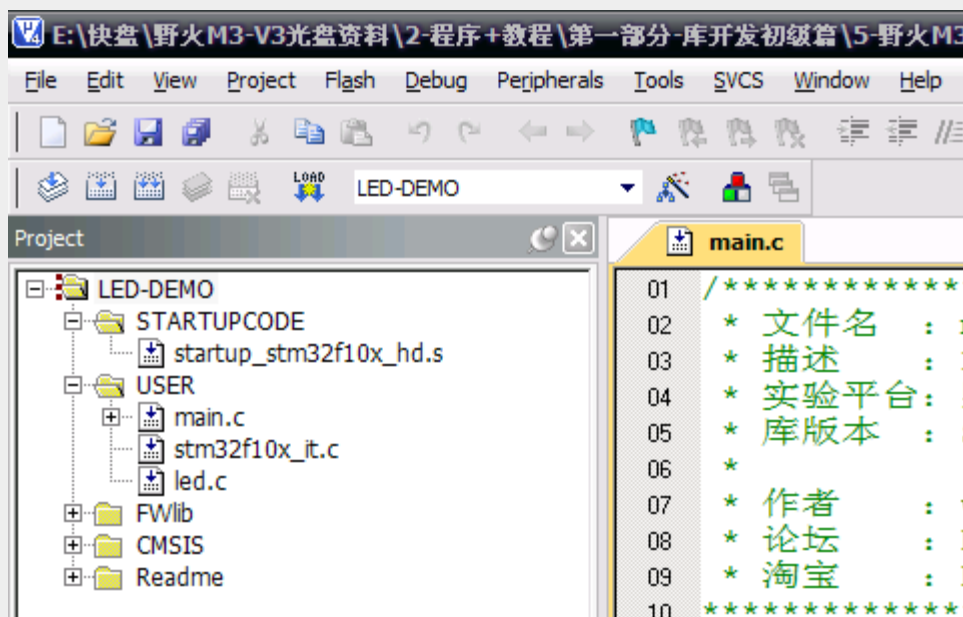 E:\快盘\野火M3-V3光盘资料\2-程序+教程\第一部分-库开发初级篇\5-野火M3
File Edit View Project Flash Debug Peripherals Tools SVCS Window Help
LOAD LED-DEMO
Project
main.c
LED-DEMO
STARTUPCODE
startup_stm32f10x_hd.s
USER
main.c
stm32f10x_it.c
led.c
FWlib
CMSIS
Readme
01 /************
02 * 文件名 :
03 * 描述 :
04 * 实验平台:
05 * 库版本 :
06 *
07 * 作者 :
08 * 论坛 :
09 * 淘宝 :
10 *************